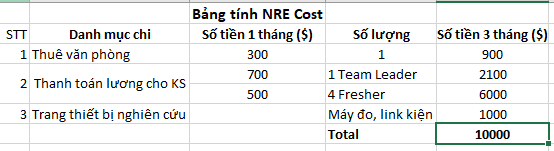 Bảng tính NRE Cost
STT Danh mục chi Số tiền 1 tháng ($) Số lượng Số tiền 3 tháng ($)
1 Thuê văn phòng 300 1 900
2 Thanh toán lương cho KS 700 1 Team Leader 2100
500 4 Fresher 6000
3 Trang thiết bị nghiên cứu Máy đo, link kiện 1000
Total 10000